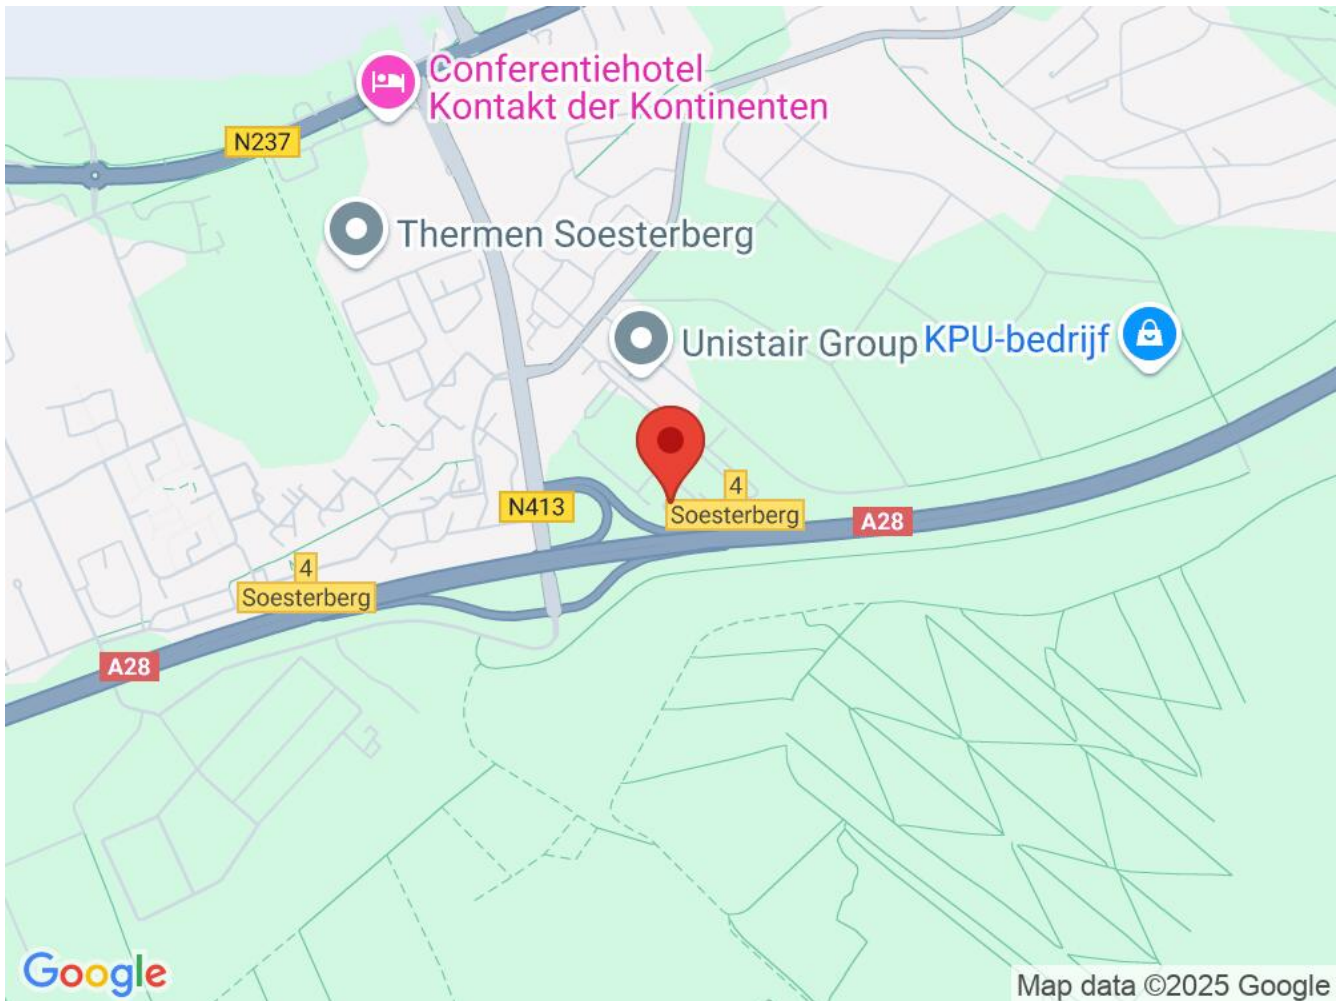 Conferentiehotel
Kontakt der Kontinenten
N237
Thermen Soesterberg
Unistair Group
KPU-bedrijf
4
Soesterberg
N413
A28
4
Soesterberg
A28
Google
Map data ©2025 Google